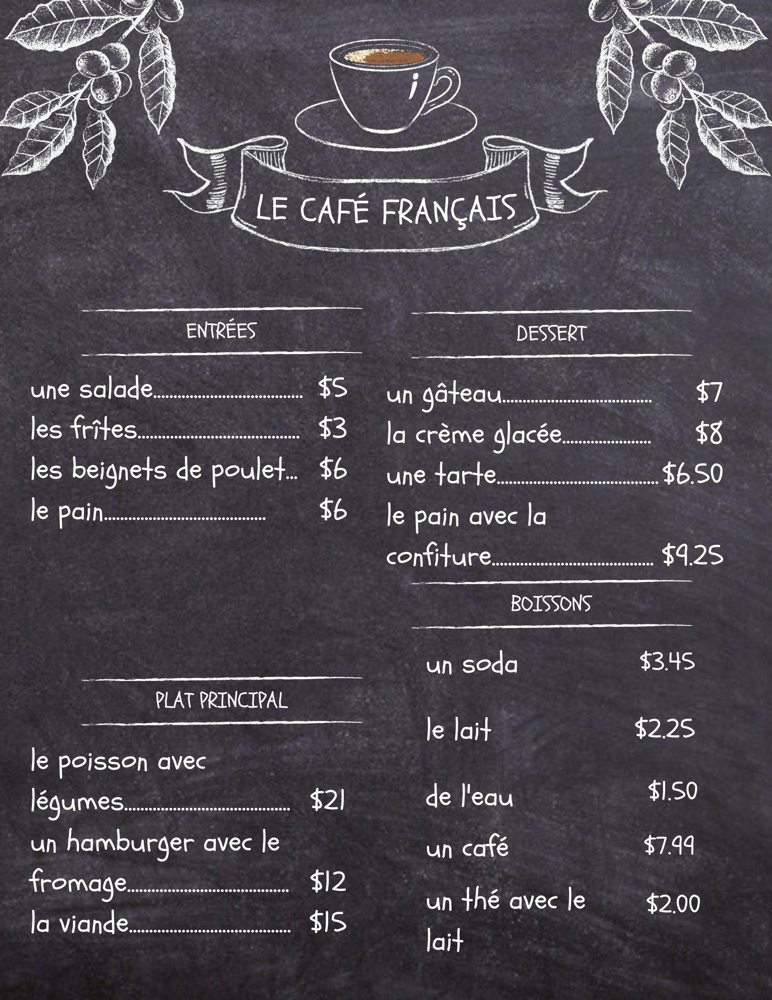 LE CAFÉ FRANÇAIS
ENTRÉES
une salade..................................... $5
les frîtes........................................ $3
les beignets de poulet... $6
le pain........................................ $6
PLAT PRINCIPAL
le poisson avec
légumes......................................... $21
un hamburger avec le
fromage........................................ $12
la viande........................................ $15
DESSERT
un gâteau..................................... $7
la crème glacée...................... $8
une tarte........................................ $6.50
le pain avec la
confiture........................................ $9.25
BOISSONS
un soda $3.45
le lait $2.25
de l'eau $1.50
un café $7.99
un thé avec le $2.00
lait